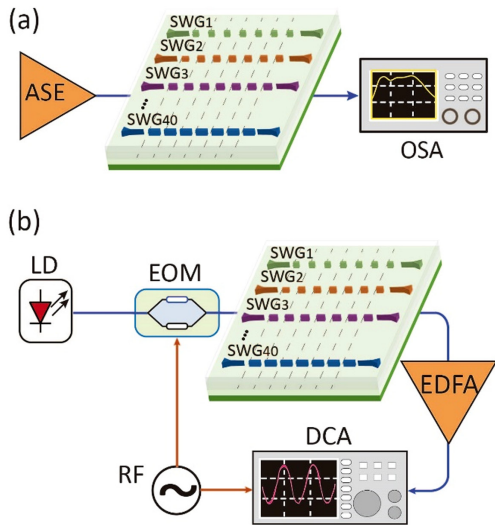 (a)
SWG1
SWG2
SWG3
SWG40
ASE
OSA
(b)
LD
EOM
SWG1
SWG2
SWG3
SWG40
EDFA
DCA
RF